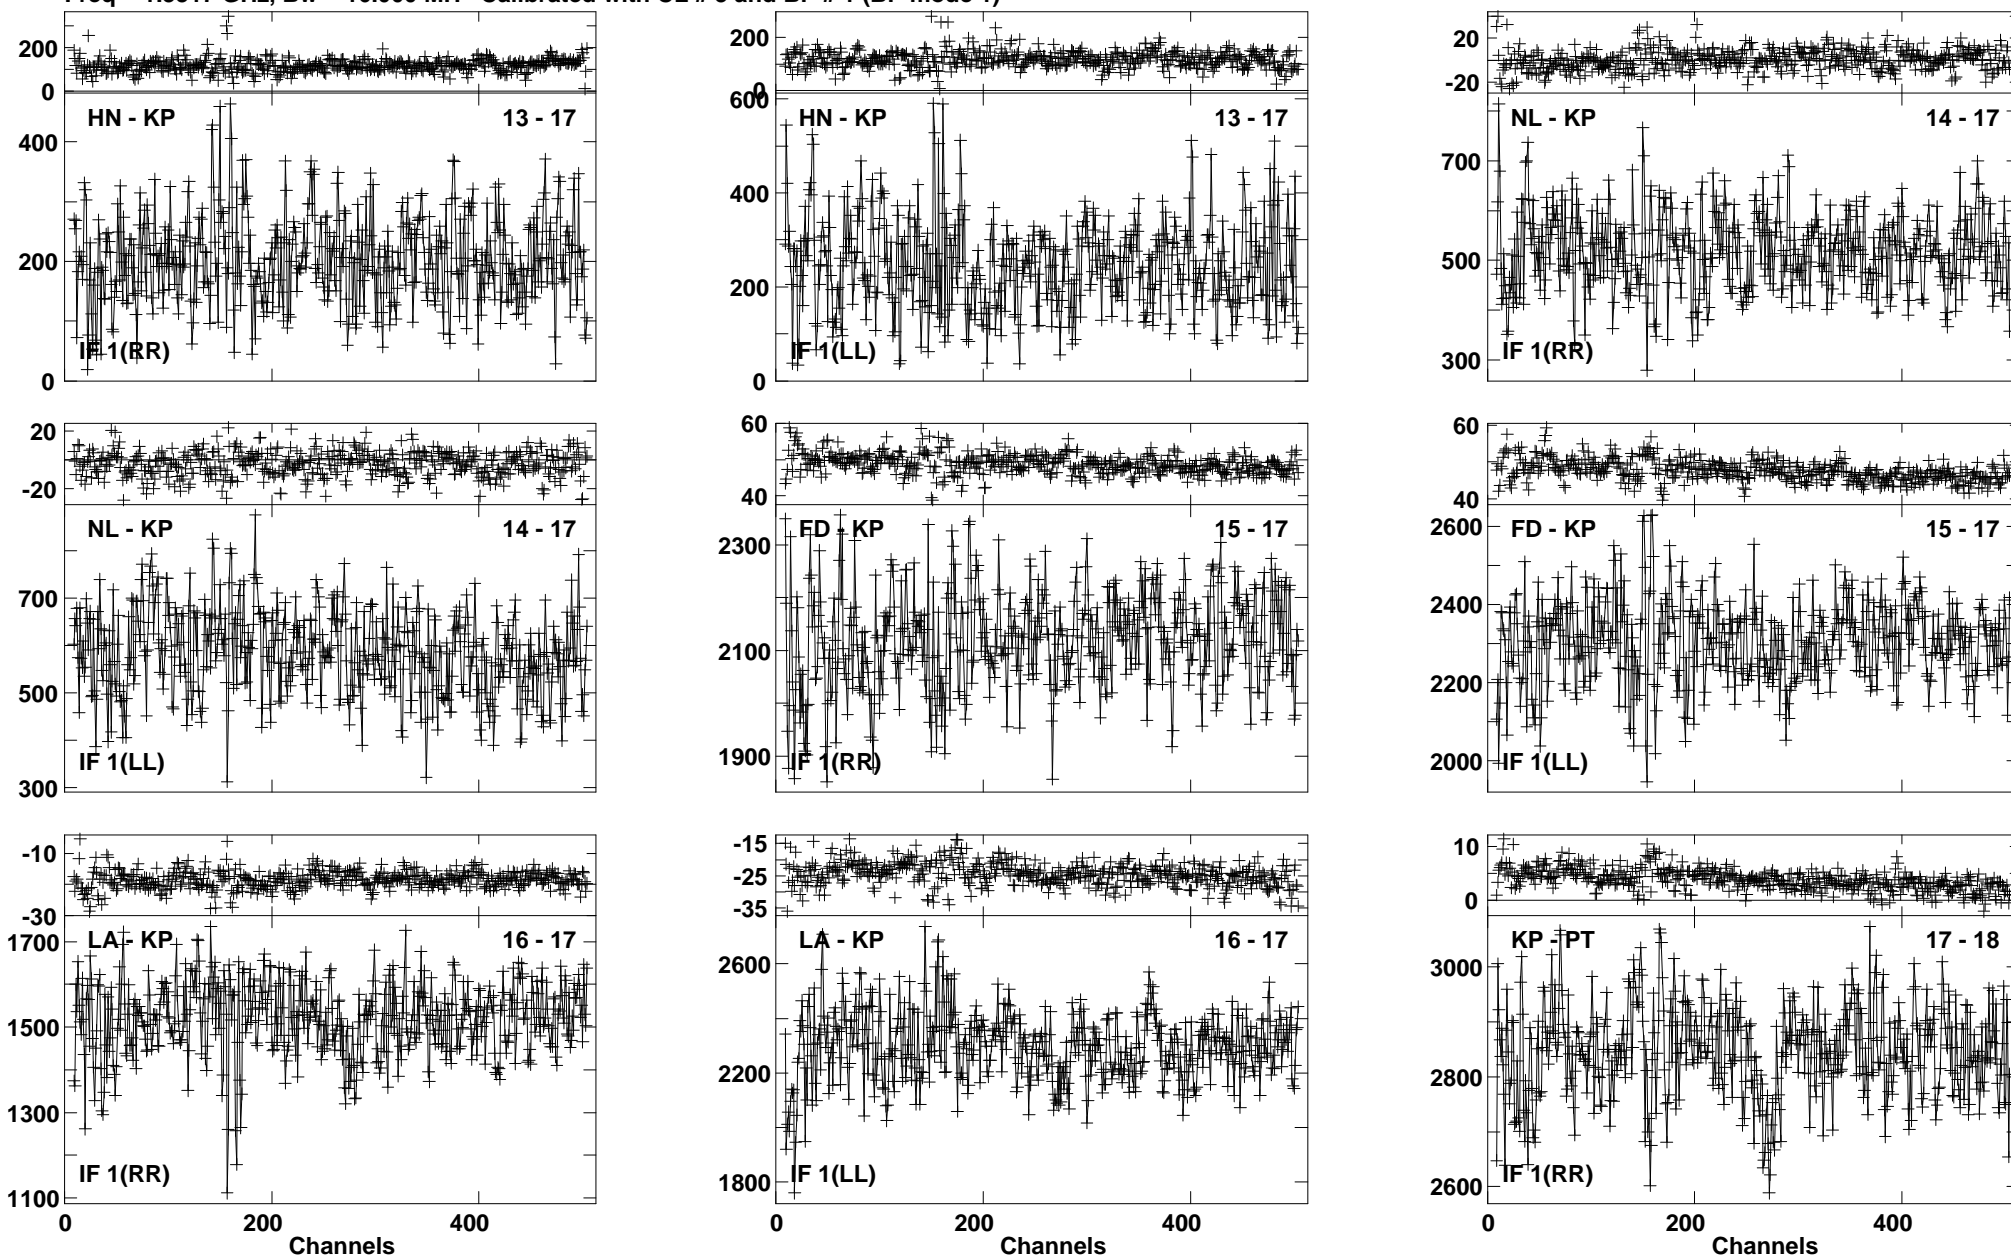 200
0
HN - KP
13 - 17
400
200
0
IF 1(RR)
200
0
600
HN - KP
13 - 17
400
200
0
IF 1(LL)
20
-20
NL - KP
14 - 17
700
500
300
IF 1(RR)
20
-20
NL - KP
14 - 17
700
500
300
IF 1(LL)
60
40
FD - KP
15 - 17
2300
2100
1900
IF 1(RR)
60
40
2600
FD - KP
15 - 17
2400
2200
2000
IF 1(LL)
-10
-30
1700
LA - KP
16 - 17
1500
1300
1100
IF 1(RR)
0 200 400
Channels
-15
-25
-35
LA - KP
16 - 17
2600
2200
1800
IF 1(LL)
0 200 400
Channels
10
0
KP - PT
17 - 18
3000
2800
2600
IF 1(RR)
0 200 400
Channels